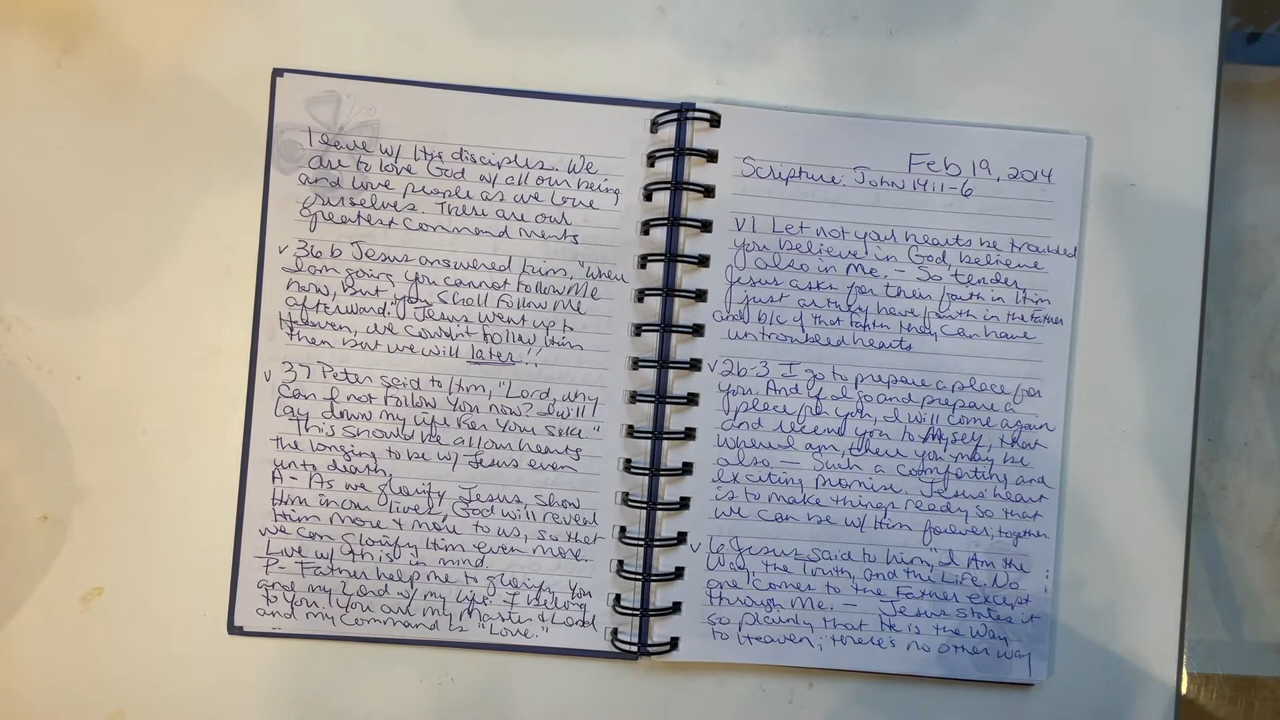 leave w/ His disciples. We
are to love God w/ all our being
and love people as we love
ourselves. These are our
greatest commandments
v 36b Jesus answered him, "Where
I am going you cannot follow Me
now, but you shall follow Me
afterward." Jesus went up to
Heaven, we couldn't follow Him
then but we will later!!
v 37 Peter said to Him, "Lord, why
can I not follow You now? I will
lay down my life for Your sake."
This should be all our hearts
the longing to be w/ Jesus even
unto death,
A- As we glorify Jesus, show
Him in our lives, God will reveal
Him more + more to us, so that
we can glorify Him even more.
Live w/ this in mind.
P- Father help me to glorify You
and my Lord w/ my life. I belong
to You. You are my Master & Lord
and my command is "Love."
Feb 19, 2014
Scripture: John 14:1-6
v1 Let not your hearts be troubled
you believe in God, believe
also in Me. - So tender,
Jesus asks for their faith in Him
just as they have faith in the Father
and b/c of that faith they can have
untroubled hearts
v 2b-3 I go to prepare a place for
you. And if I go and prepare a
place for you, I will come again
and receive you to Myself, that
where I am, there you may be
also. - Such a comforting and
exciting promise. Jesus' heart
is to make things ready so that
we can be w/ Him forever, together.
v 6 Jesus said to him, "I Am the
Way, the Truth, and the Life. No
one comes to the Father except
through Me. - Jesus states it
so plainly that He is the Way
to Heaven, there's no other way